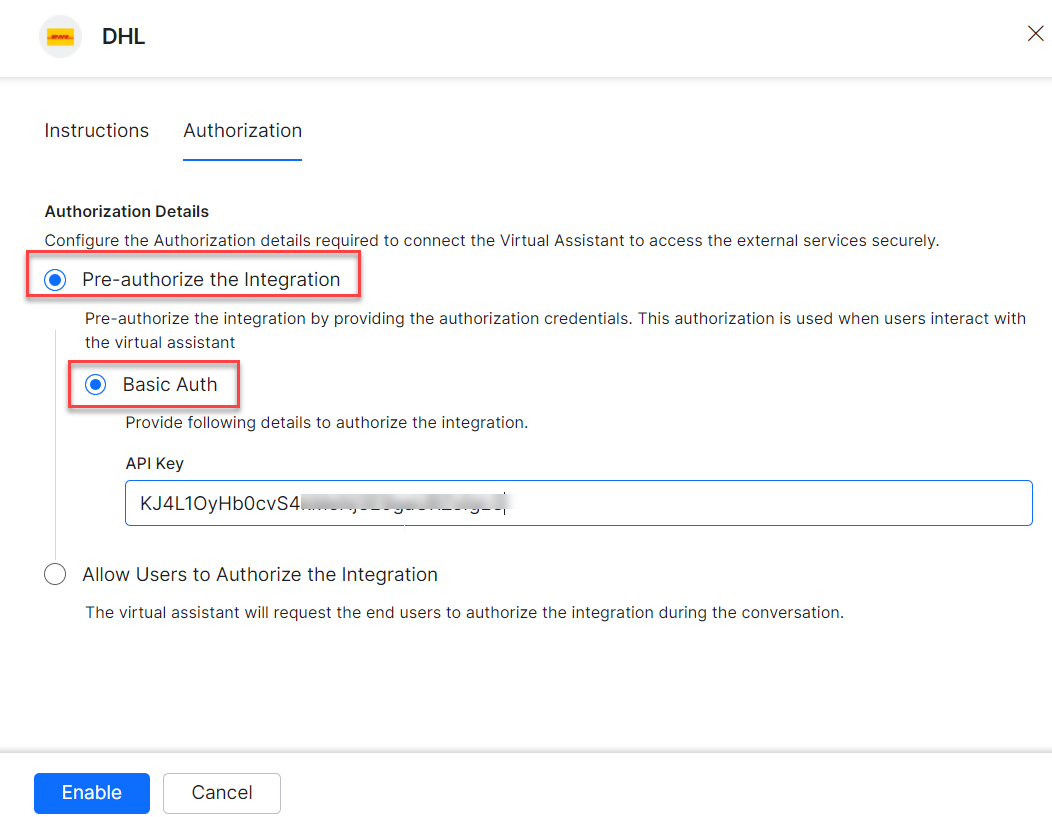 DHL
Instructions Authorization
Authorization Details
Configure the Authorization details required to connect the Virtual Assistant to access the external services securely.
Pre-authorize the Integration
Pre-authorize the integration by providing the authorization credentials. This authorization is used when users interact with
the virtual assistant
Basic Auth
Provide following details to authorize the integration.
API Key
KJ4L1OyHb0cvS4
Allow Users to Authorize the Integration
The virtual assistant will request the end users to authorize the integration during the conversation.
Enable Cancel